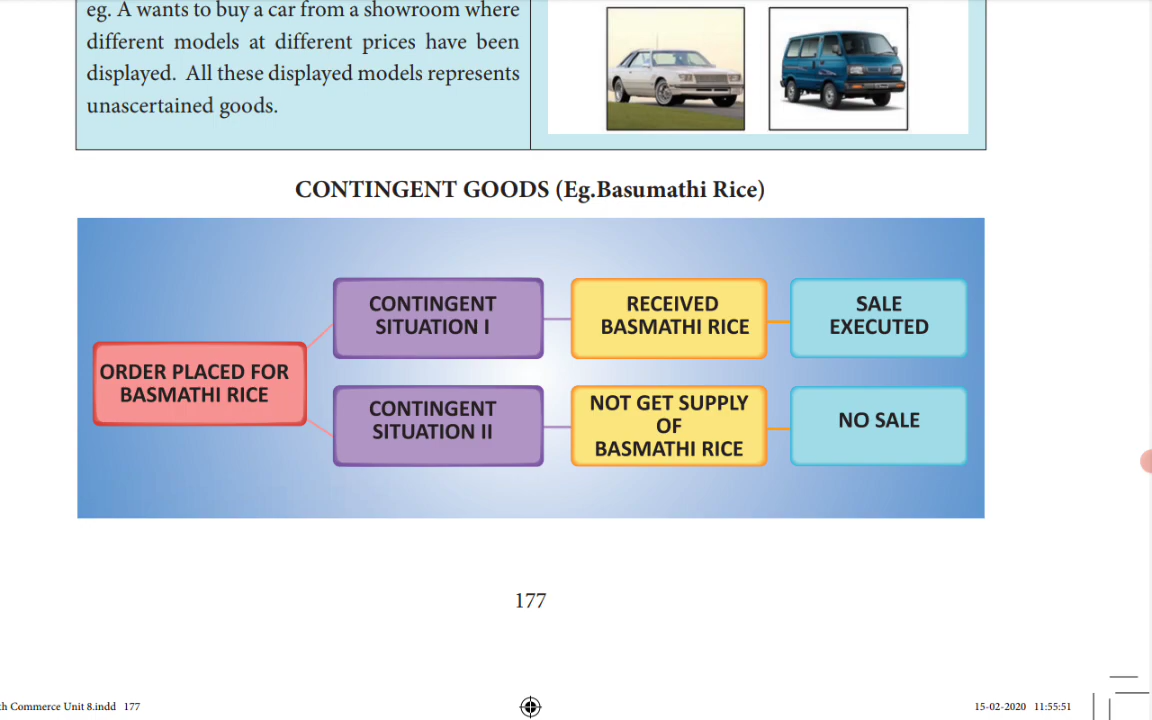 eg. A wants to buy a car from a showroom where
different models at different prices have been
displayed. All these displayed models represents
unascertained goods.
CONTINGENT GOODS (Eg.Basumathi Rice)
ORDER PLACED FOR
BASMATHI RICE
CONTINGENT
SITUATION I
RECEIVED
BASMATHI RICE
SALE
EXECUTED
CONTINGENT
SITUATION II
NOT GET SUPPLY
OF
BASMATHI RICE
NO SALE
177
th Commerce Unit 8.indd 177
15-02-2020 11:55:51